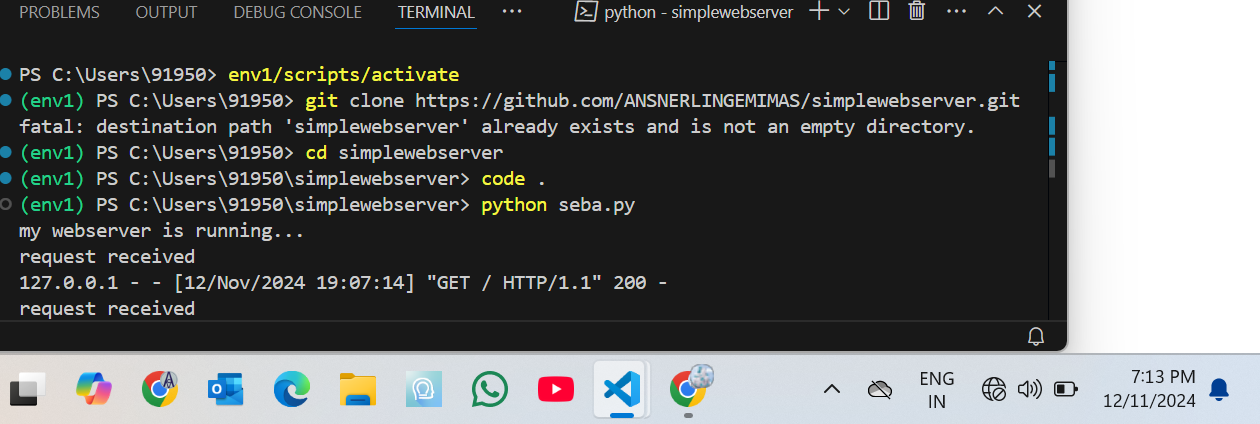 PROBLEMS OUTPUT DEBUG CONSOLE TERMINAL ... python - simplewebserver ...
PS C:\Users\91950> env1/scripts/activate
(env1) PS C:\Users\91950> git clone https://github.com/ANSNERLINGEMIMAS/simplewebserver.git
fatal: destination path 'simplewebserver' already exists and is not an empty directory.
(env1) PS C:\Users\91950> cd simplewebserver
(env1) PS C:\Users\91950\simplewebserver> code .
(env1) PS C:\Users\91950\simplewebserver> python seba.py
my webserver is running...
request received
127.0.0.1 - - [12/Nov/2024 19:07:14] "GET / HTTP/1.1" 200 -
request received
ENG 7:13 PM
IN 12/11/2024